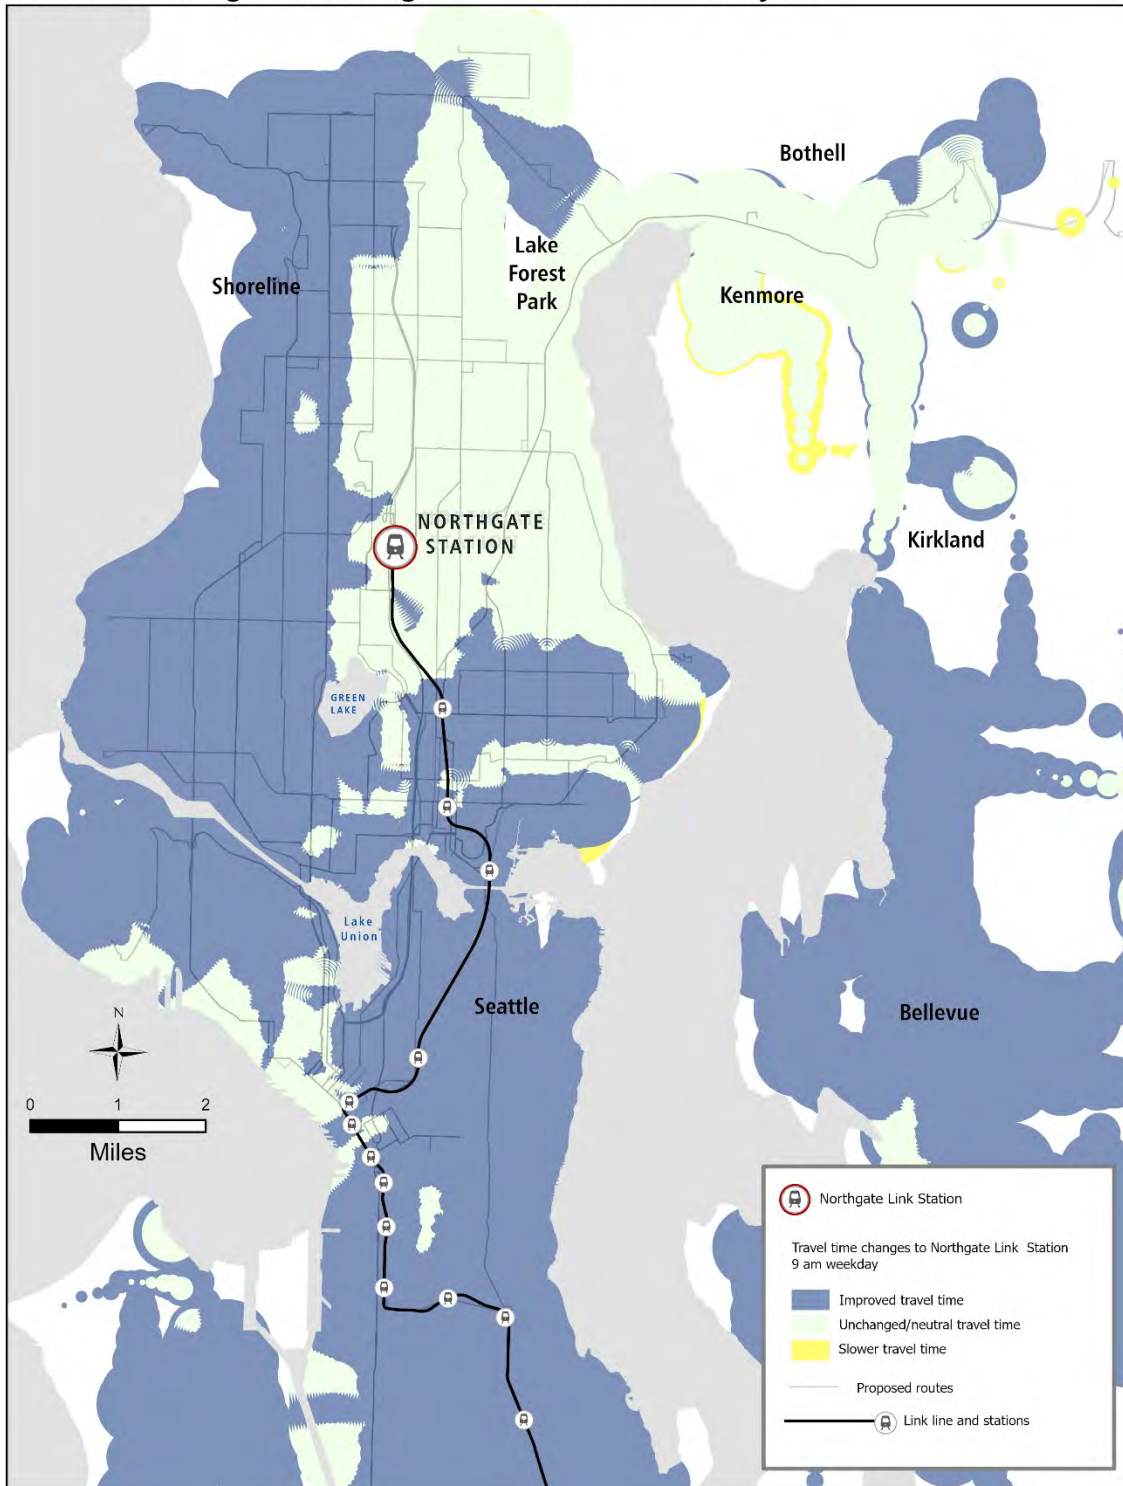 Bothell
Lake
Forest
Park
Shoreline
Kenmore
NORTHGATE
STATION
Kirkland
GREEN
LAKE
Lake
Union
Seattle
Bellevue
N
0 1 2
Miles
Northgate Link Station
Travel time changes to Northgate Link Station
9 am weekday
Improved travel time
Unchanged/neutral travel time
Slower travel time
Proposed routes
Link line and stations